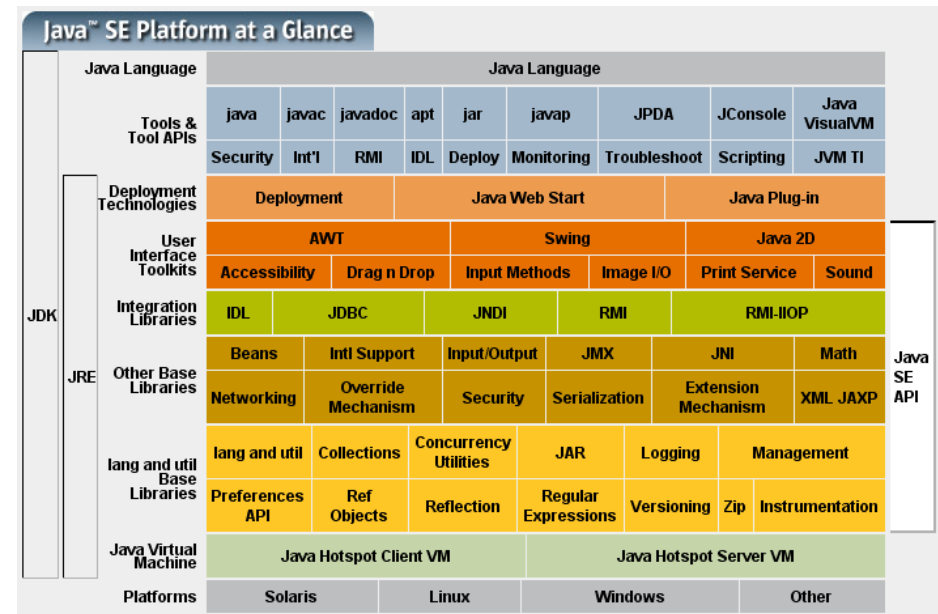 Java™ SE Platform at a Glance
Java Language
Java Language
Tools &
Tool APIs
java javac javadoc apt jar javap JPDA JConsole Java
VisualVM
Security Int'l RMI IDL Deploy Monitoring Troubleshoot Scripting JVM TI
Deployment
Technologies
Deployment Java Web Start Java Plug-in
User
Interface
Toolkits
AWT Swing Java 2D
Accessibility Drag n Drop Input Methods Image I/O Print Service Sound
Integration
Libraries
IDL JDBC JNDI RMI RMI-IIOP
JDK
JRE
Other Base
Libraries
Beans Intl Support Input/Output JMX JNI Math
Networking Override
Mechanism Security Serialization Extension
Mechanism XML JAXP
Java
SE
API
lang and util
Base
Libraries
lang and util Collections Concurrency
Utilities JAR Logging Management
Preferences
API Ref
Objects Reflection Regular
Expressions Versioning Zip Instrumentation
Java Virtual
Machine
Java Hotspot Client VM Java Hotspot Server VM
Platforms
Solaris Linux Windows Other